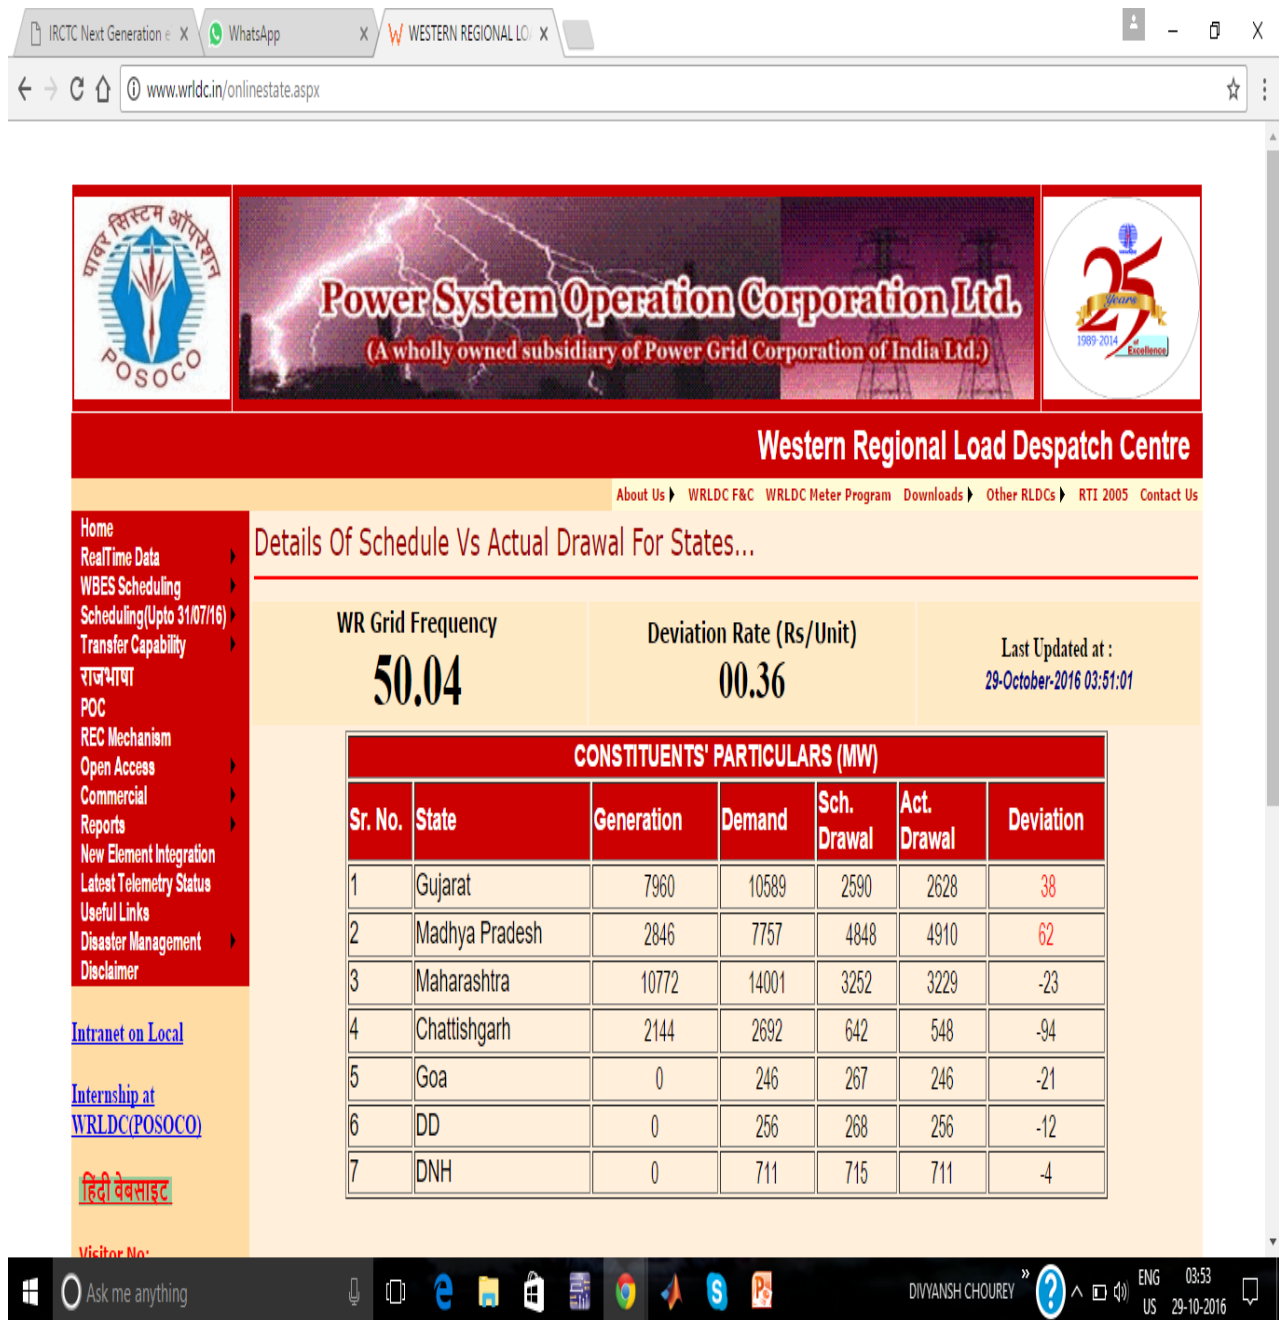 IRCTC Next Generation e
WhatsApp
WESTERN REGIONAL LO
www.wrldc.in/onlinestate.aspx
पावर सिस्टम ऑपरेशन
POSOCO
Power System Operation Corporation Ltd.
(A wholly owned subsidiary of Power Grid Corporation of India Ltd.)
25
Years
1989-2014
of
Excellence
Western Regional Load Despatch Centre
About Us WRLDC F&C WRLDC Meter Program Downloads Other RLDCs RTI 2005 Contact Us
Home
RealTime Data
WBES Scheduling
Scheduling(Upto 31/07/16)
Transfer Capability
राजभाषा
POC
REC Mechanism
Open Access
Commercial
Reports
New Element Integration
Latest Telemetry Status
Useful Links
Disaster Management
Disclaimer
Intranet on Local
Internship at
WRLDC(POSOCO)
हिंदी वेबसाइट
Visitor No:
Details Of Schedule Vs Actual Drawal For States...
WR Grid Frequency
50.04
Deviation Rate (Rs/Unit)
00.36
Last Updated at :
29-October-2016 03:51:01
CONSTITUENTS' PARTICULARS (MW)
Sr. No. State Generation Demand Sch. Drawal Act. Drawal Deviation
1 Gujarat 7960 10589 2590 2628 38
2 Madhya Pradesh 2846 7757 4848 4910 62
3 Maharashtra 10772 14001 3252 3229 -23
4 Chattishgarh 2144 2692 642 548 -94
5 Goa 0 246 267 246 -21
6 DD 0 256 268 256 -12
7 DNH 0 711 715 711 -4
Ask me anything
DIVYANSH CHOUREY
ENG
US
03:53
29-10-2016